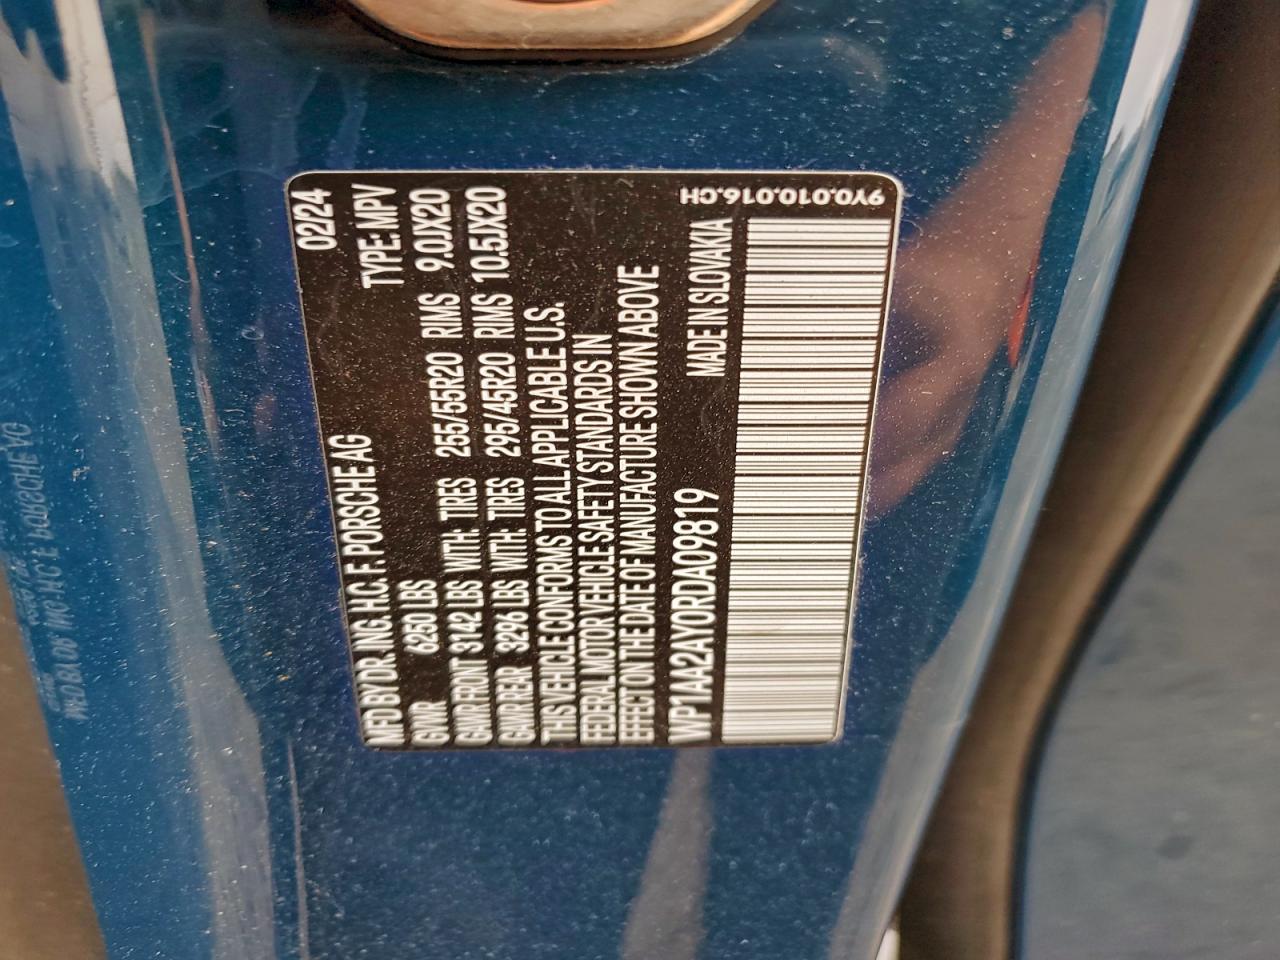 02/24
MFD BY DR. ING. H.C. F. PORSCHE AG
TYPE: MPV
GVWR 6250 LBS
GAWR FRONT 3142 LBS WITH: TIRES 255/55R20 RIMS 9.0JX20
GAWR REAR 3296 LBS WITH: TIRES 295/45R20 RIMS 10.5JX20
THIS VEHICLE CONFORMS TO ALL APPLICABLE U.S.
FEDERAL MOTOR VEHICLE SAFETY STANDARDS IN
EFFECT ON THE DATE OF MANUFACTURE SHOWN ABOVE
WP1AA2AY0RDA09819
MADE IN SLOVAKIA
9Y0.010.016.CH